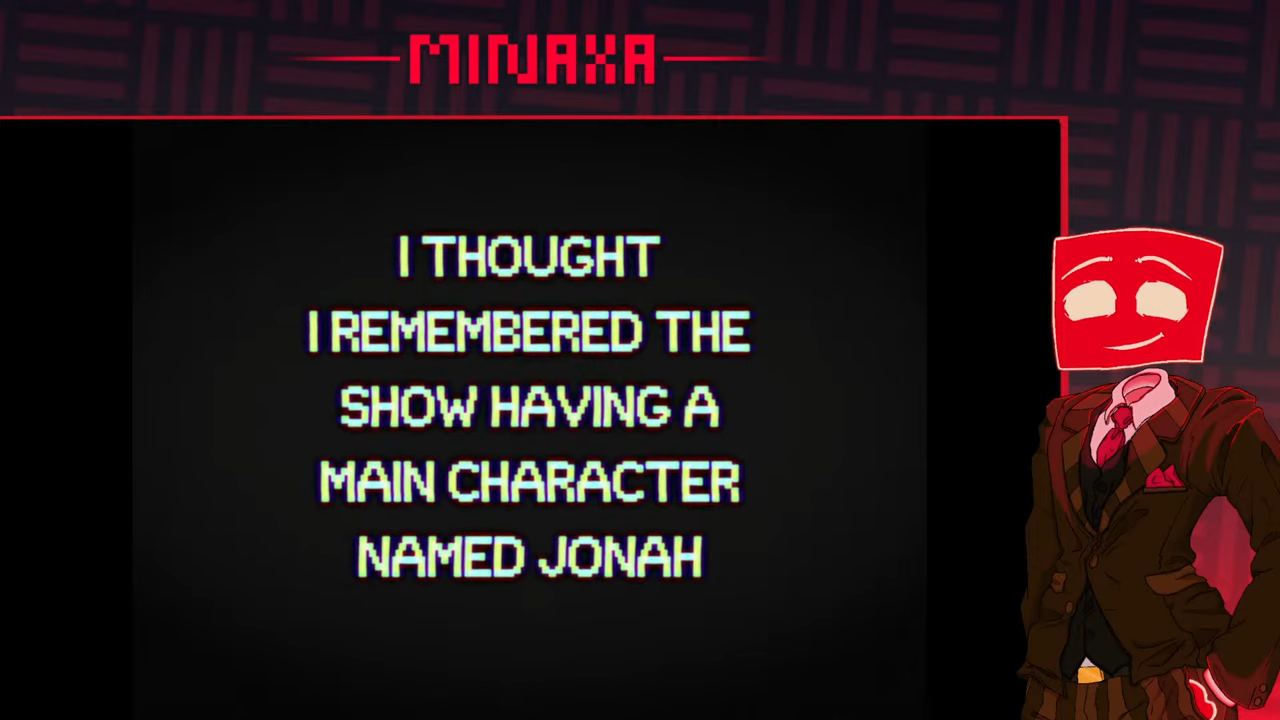 MINAXA
I THOUGHT
I REMEMBERED THE
SHOW HAVING A
MAIN CHARACTER
NAMED JONAH